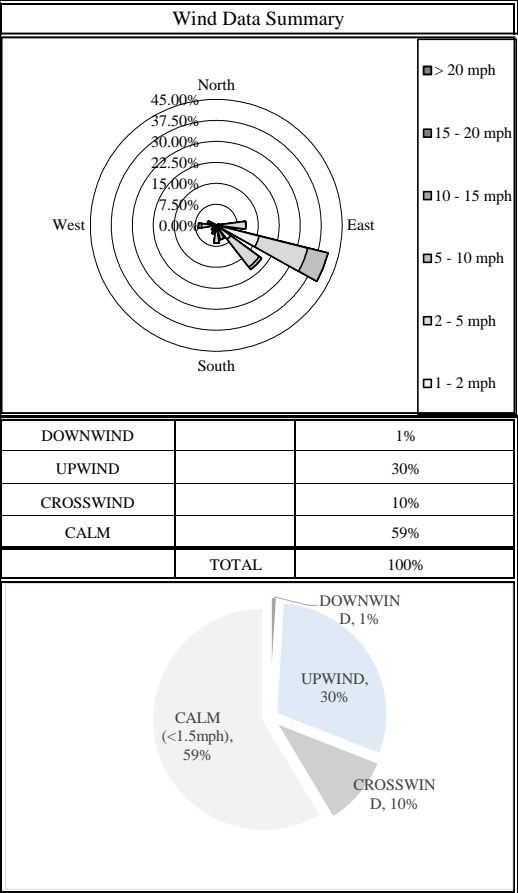 Wind Data Summary
North
45.00%
37.50%
30.00%
22.50%
15.00%
7.50%
0.00%
West
East
South
> 20 mph
15 - 20 mph
10 - 15 mph
5 - 10 mph
2 - 5 mph
1 - 2 mph
DOWNWIND 1%
UPWIND 30%
CROSSWIND 10%
CALM 59%
TOTAL 100%
DOWNWIN
D, 1%
UPWIND,
30%
CALM
(<1.5mph),
59%
CROSSWIN
D, 10%